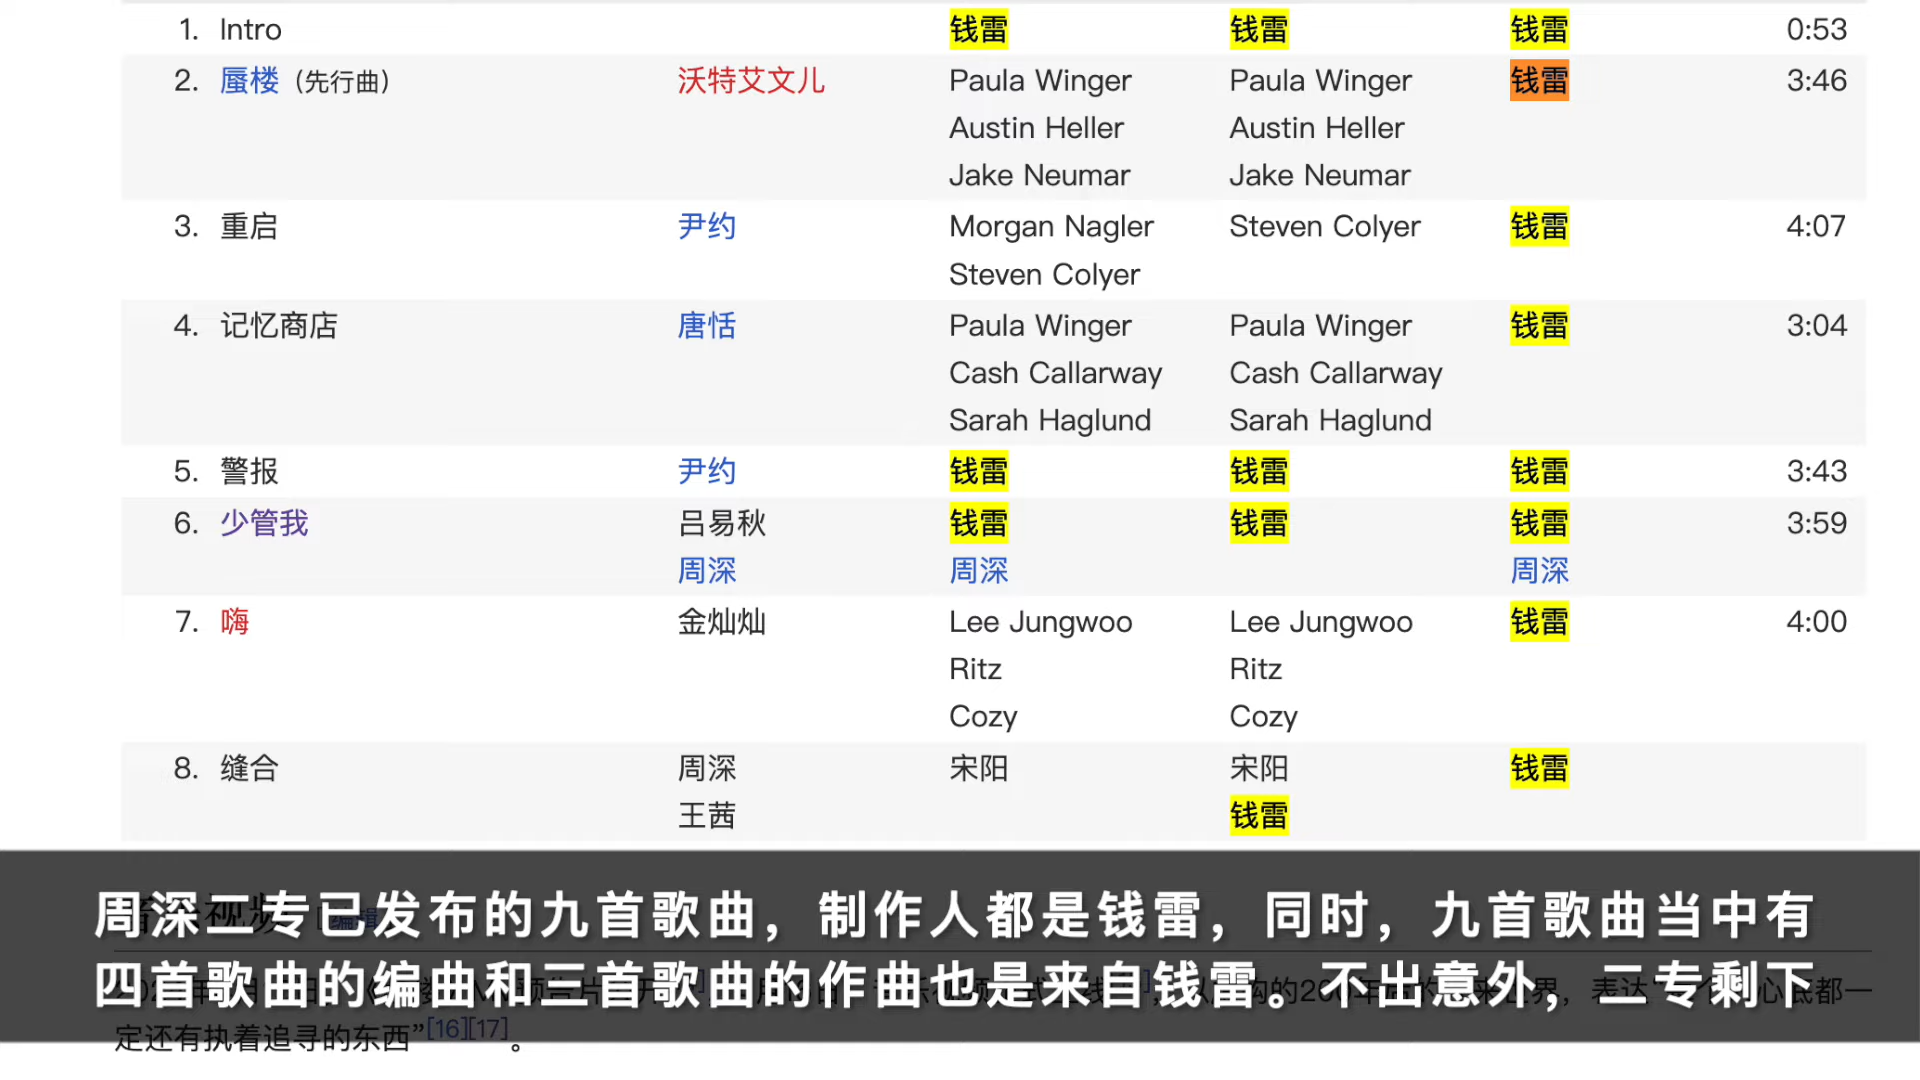 1. Intro 钱雷 钱雷 钱雷 0:53
2. 蜃楼（先行曲） 沃特艾文儿 Paula Winger Paula Winger 钱雷 3:46
Austin Heller Austin Heller
Jake Neumar Jake Neumar
3. 重启 尹约 Morgan Nagler Steven Colyer 钱雷 4:07
Steven Colyer
4. 记忆商店 唐恬 Paula Winger Paula Winger 钱雷 3:04
Cash Callarway Cash Callarway
Sarah Haglund Sarah Haglund
5. 警报 尹约 钱雷 钱雷 钱雷 3:43
6. 少管我 吕易秋 钱雷 钱雷 钱雷 3:59
周深 周深 周深
7. 嗨 金灿灿 Lee Jungwoo Lee Jungwoo 钱雷 4:00
Ritz Ritz
Cozy Cozy
8. 缝合 周深 宋阳 宋阳 钱雷
王茜 钱雷
周深二专已发布的九首歌曲，制作人都是钱雷，同时，九首歌曲当中有
四首歌曲的编曲和三首歌曲的作曲也是来自钱雷。不出意外，二专剩下
定还有执着追寻的东西”[16][17]。